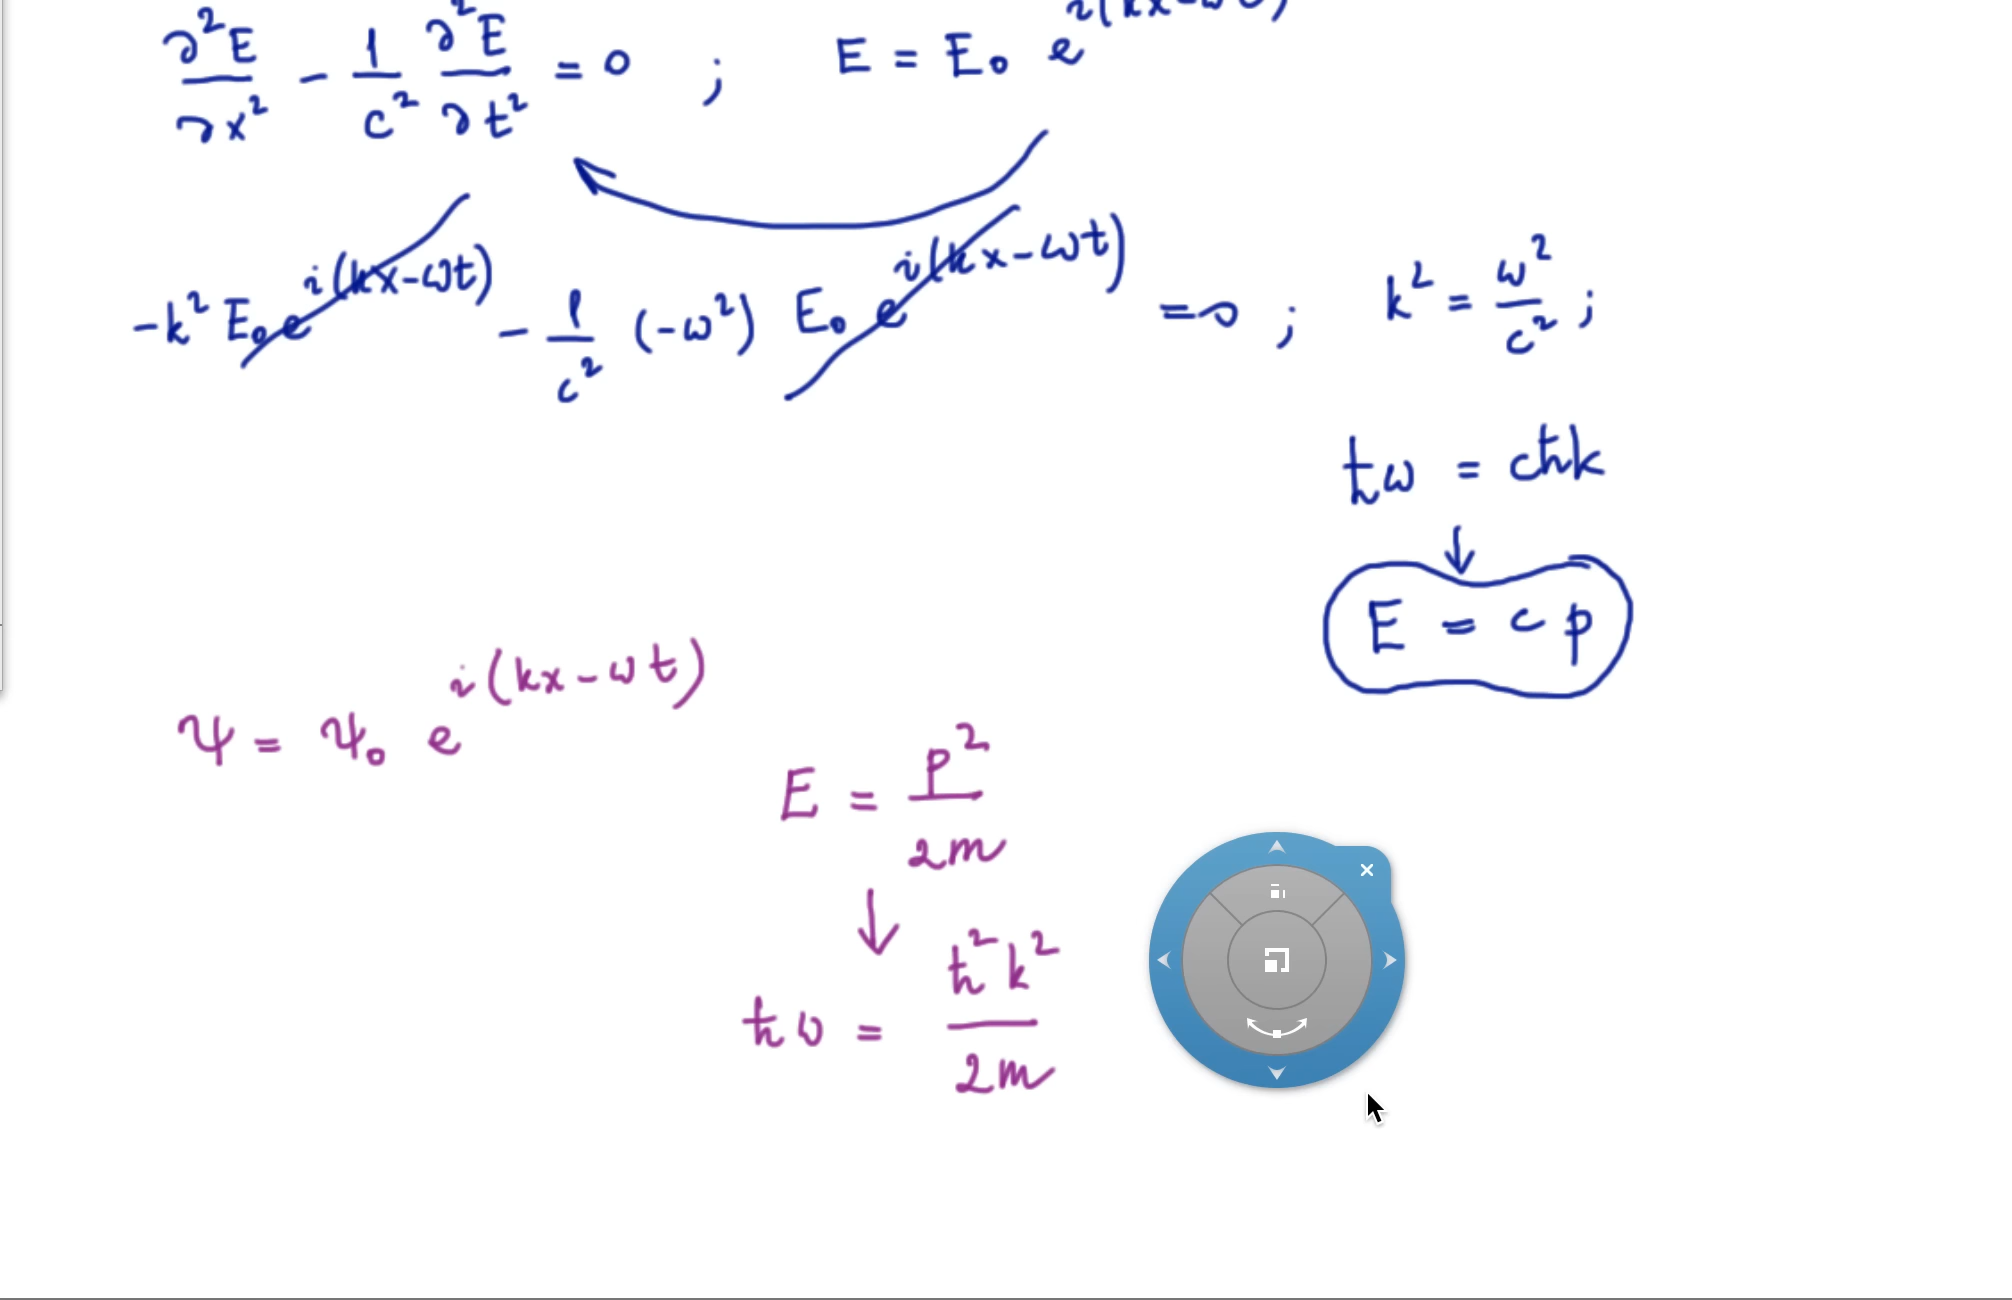 ∂²E/∂x² - 1/c² ∂²E/∂t² = 0 ; E = E₀ e^i(kx-ωt)
-k² E₀ e^i(kx-ωt) - 1/c² (-ω²) E₀ e^i(kx-ωt) = 0 ; k² = ω²/c² ;
ħω = cħk
↓
E = cp
Ψ = Ψ₀ e^i(kx-ωt)
E = p²/2m
↓
ħω = ħ²k²/2m